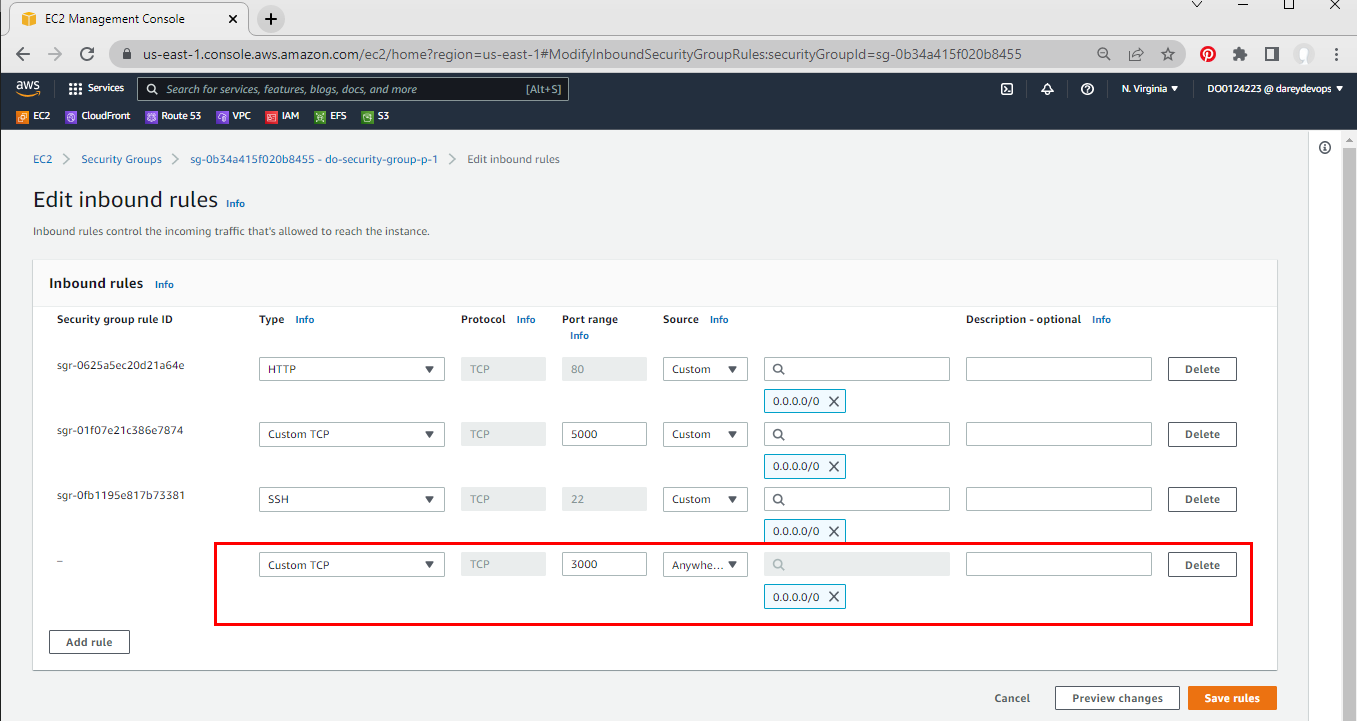 EC2 Management Console
us-east-1.console.aws.amazon.com/ec2/home?region=us-east-1#ModifyInboundSecurityGroupRules:securityGroupId=sg-0b34a415f020b8455
aws Services Search for services, features, blogs, docs, and more [Alt+S] N. Virginia DO0124223 @ dareydevops
EC2 CloudFront Route 53 VPC IAM EFS S3
EC2 Security Groups sg-0b34a415f020b8455 - do-security-group-p-1 Edit inbound rules
Edit inbound rules Info
Inbound rules control the incoming traffic that's allowed to reach the instance.
Inbound rules Info
Security group rule ID Type Info Protocol Info Port range Source Info Description - optional Info
Info
sgr-0625a5ec20d21a64e HTTP TCP 80 Custom Delete
0.0.0.0/0
sgr-01f07e21c386e7874 Custom TCP TCP 5000 Custom Delete
0.0.0.0/0
sgr-0fb1195e817b73381 SSH TCP 22 Custom Delete
0.0.0.0/0
– Custom TCP TCP 3000 Anywhe... Delete
0.0.0.0/0
Add rule
Cancel Preview changes Save rules